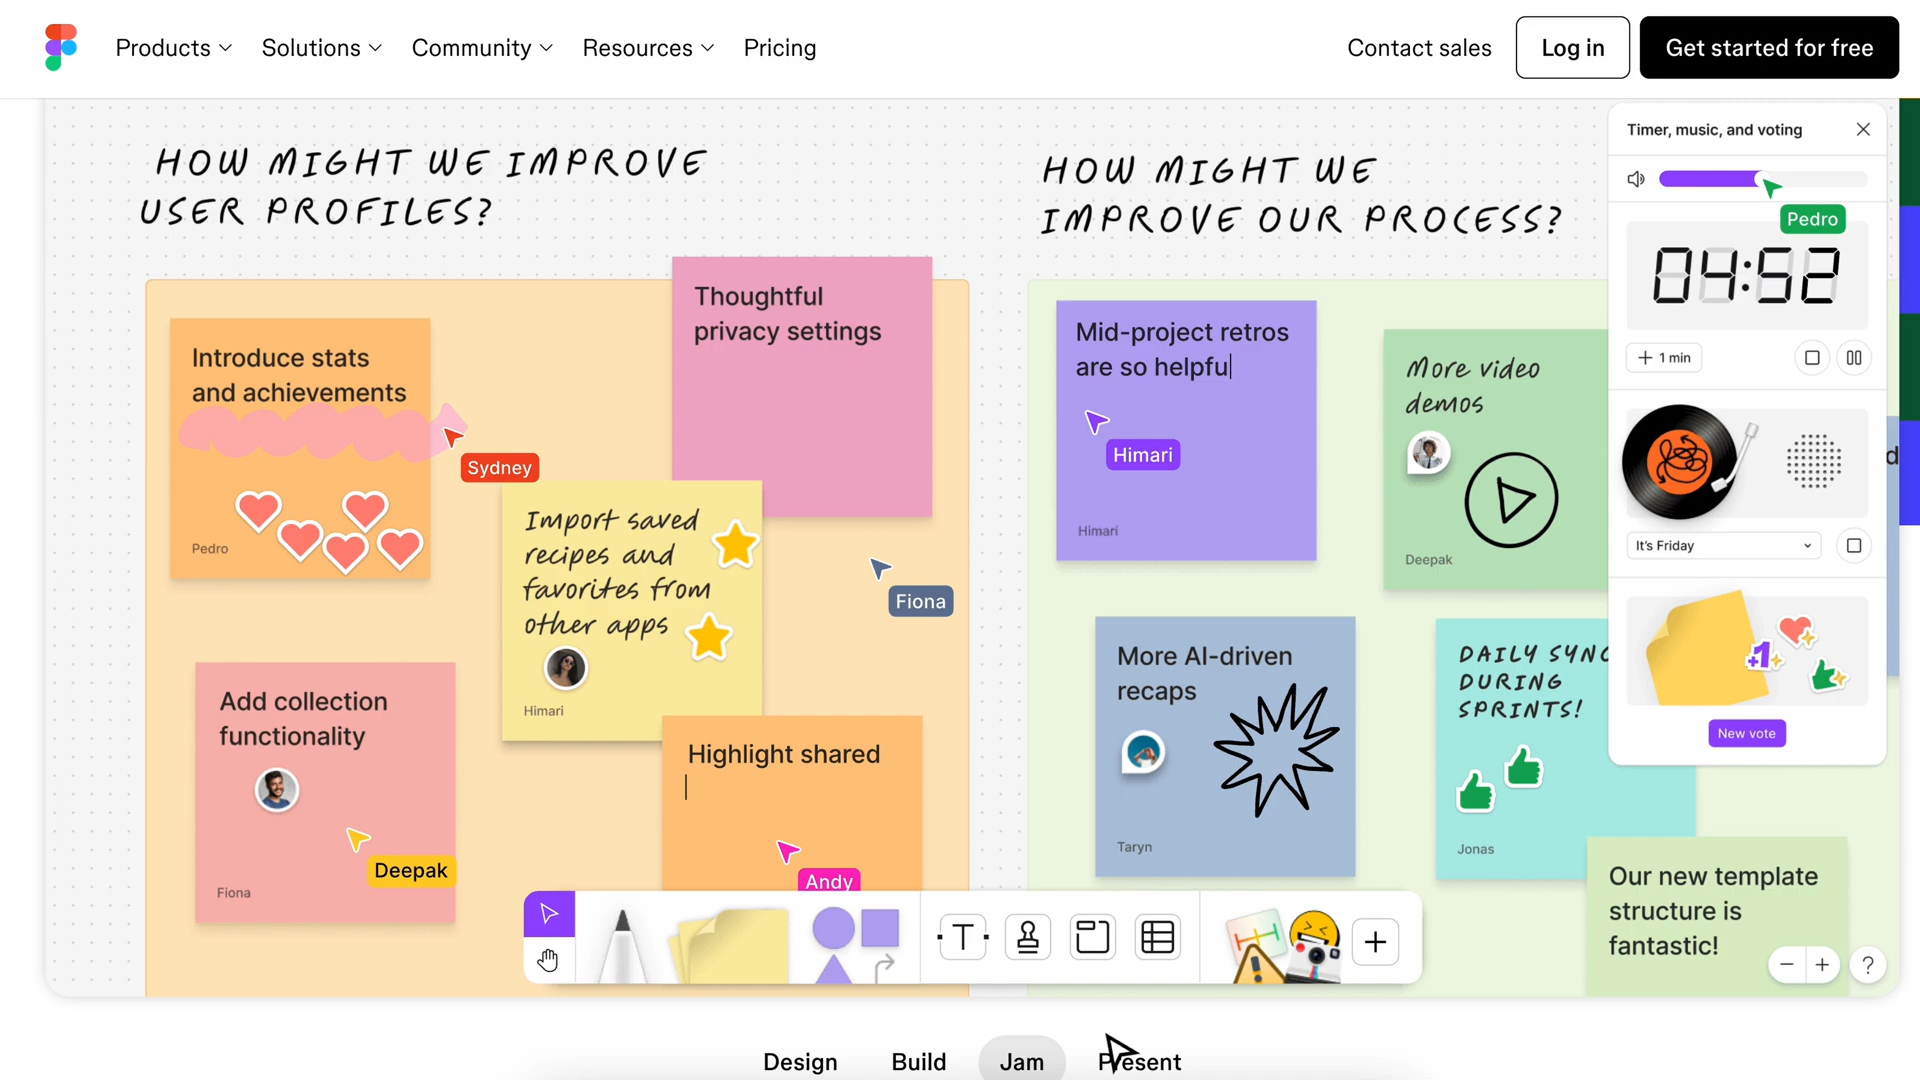 Products
Solutions
Community
Resources
Pricing
Contact sales
Log in
Get started for free
HOW MIGHT WE IMPROVE
USER PROFILES?
HOW MIGHT WE
IMPROVE OUR PROCESS?
Timer, music, and voting
Pedro
04:52
1 min
It's Friday
+1
New vote
Introduce stats
and achievements
Sydney
Pedro
Thoughtful
privacy settings
Import saved
recipes and
favorites from
other apps
Himari
Fiona
Add collection
functionality
Deepak
Fiona
Highlight shared
Andy
Mid-project retros
are so helpfu
Himari
Himari
More video
demos
Deepak
More AI-driven
recaps
Taryn
DAILY SYNC
DURING
SPRINTS!
Jonas
Our new template
structure is
fantastic!
d
T
?
Design
Build
Jam
Present